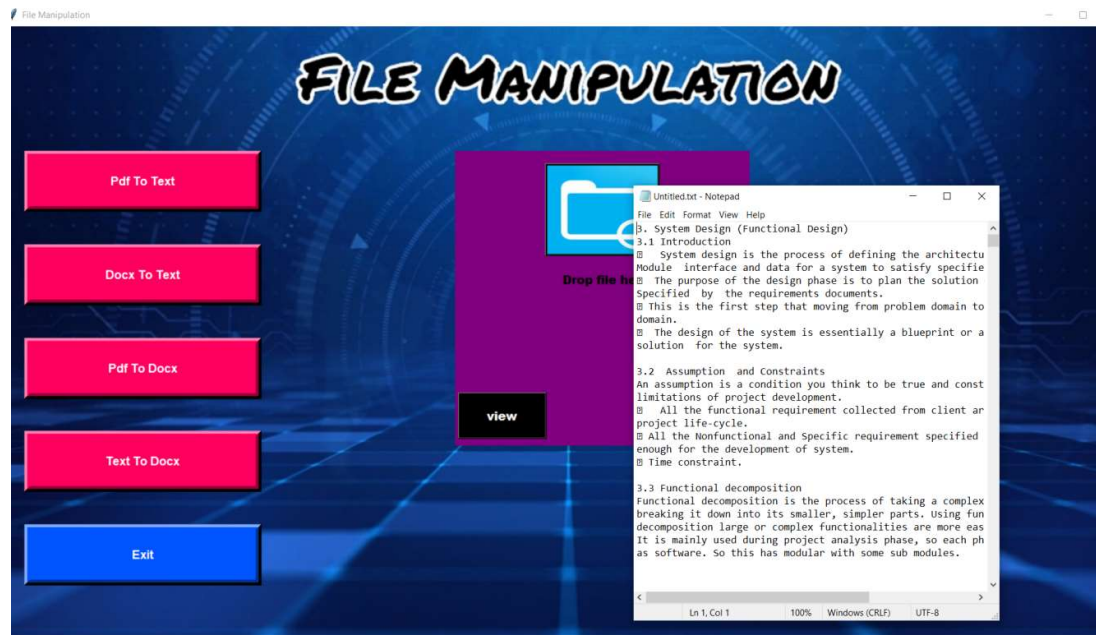 File Manipulation
FILE MANIPULATION
Pdf To Text
Docx To Text
Pdf To Docx
Text To Docx
Exit
Drop file
view
Untitled.txt - Notepad
File Edit Format View Help
3. System Design (Functional Design)
3.1 Introduction
System design is the process of defining the
Module interface and data for a system to satisfy
The purpose of the design phase is to plan the solution
Specified by the requirements documents.
This is the first step that moving from problem domain to
domain.
The design of the system is essentially a blueprint or a
solution for the system.
3.2 Assumption and Constraints
An assumption is a condition you think to be true and
limitations of project development.
All the functional requirement collected from client
project life-cycle.
All the Nonfunctional and Specific requirement specified
enough for the development of system.
Time constraint.
3.3 Functional decomposition
Functional decomposition is the process of taking a complex
breaking it down into its smaller, simpler parts. Using
decomposition large or complex functionalities are more
It is mainly used during project analysis phase, so each
as software. So this has modular with some sub modules.
Ln 1, Col 1 100% Windows (CRLF) UTF-8